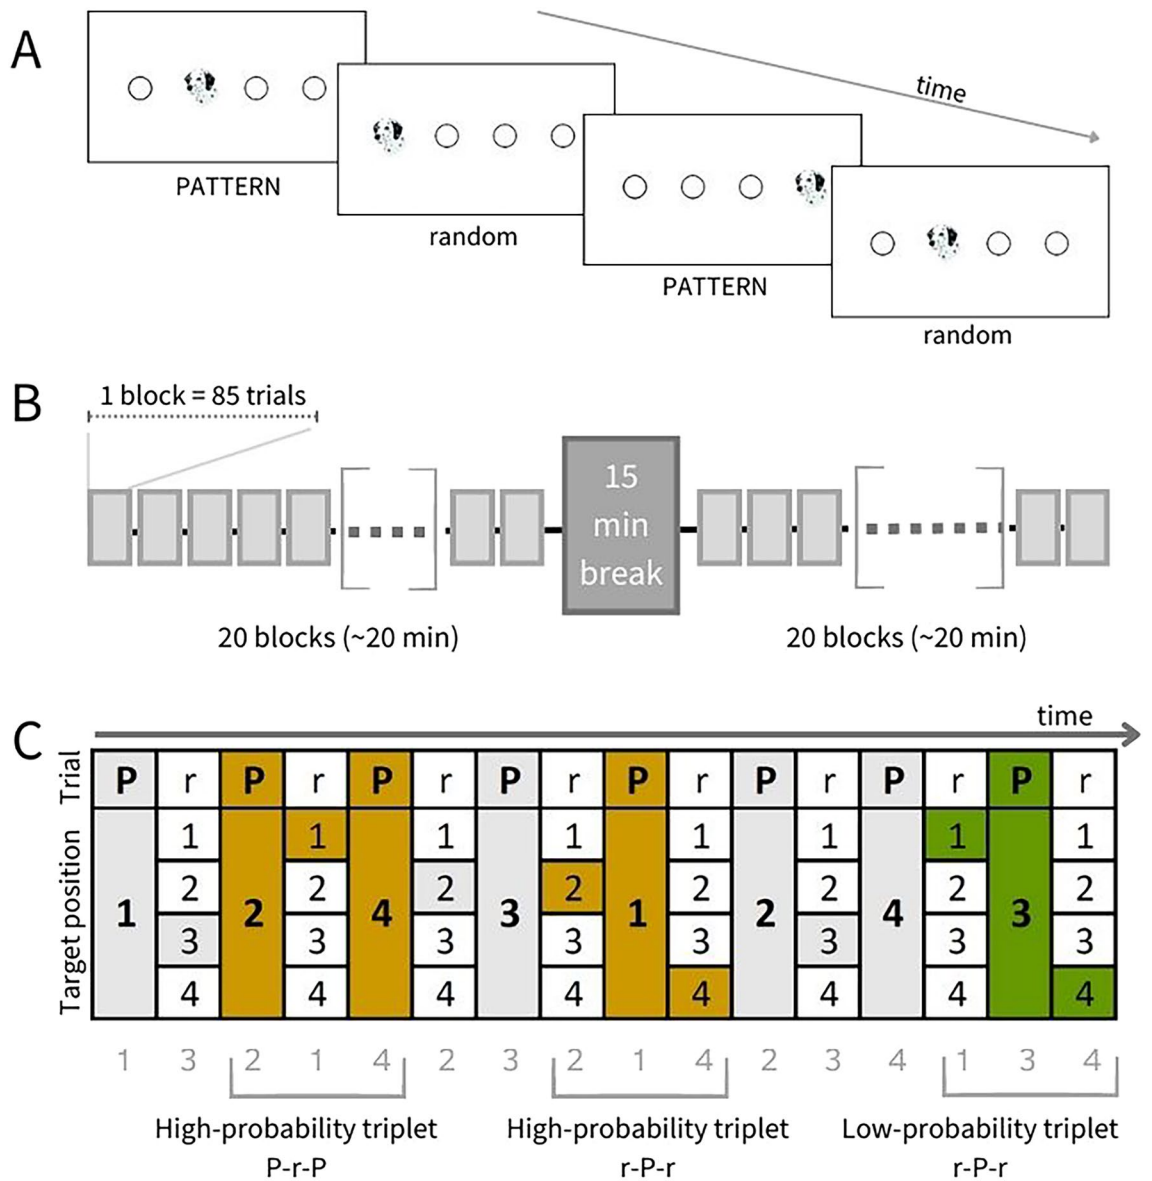 A
time
PATTERN
random
PATTERN
random
B
1 block = 85 trials
15
min
break
20 blocks (~20 min)
20 blocks (~20 min)
C
time
Trial
P r P r P r P r P r P r P r P r
Target position
1 1 1 1 1 1 1 1
2 2 2 2 2 2 2 2
1 2 4 3 1 2 4 3
3 3 3 3 3 3 3 3
4 4 4 4 4 4 4 4
1 3 2 1 4 2 3 2 1 4 2 3 4 1 3 4
High-probability triplet
P-r-P
High-probability triplet
r-P-r
Low-probability triplet
r-P-r